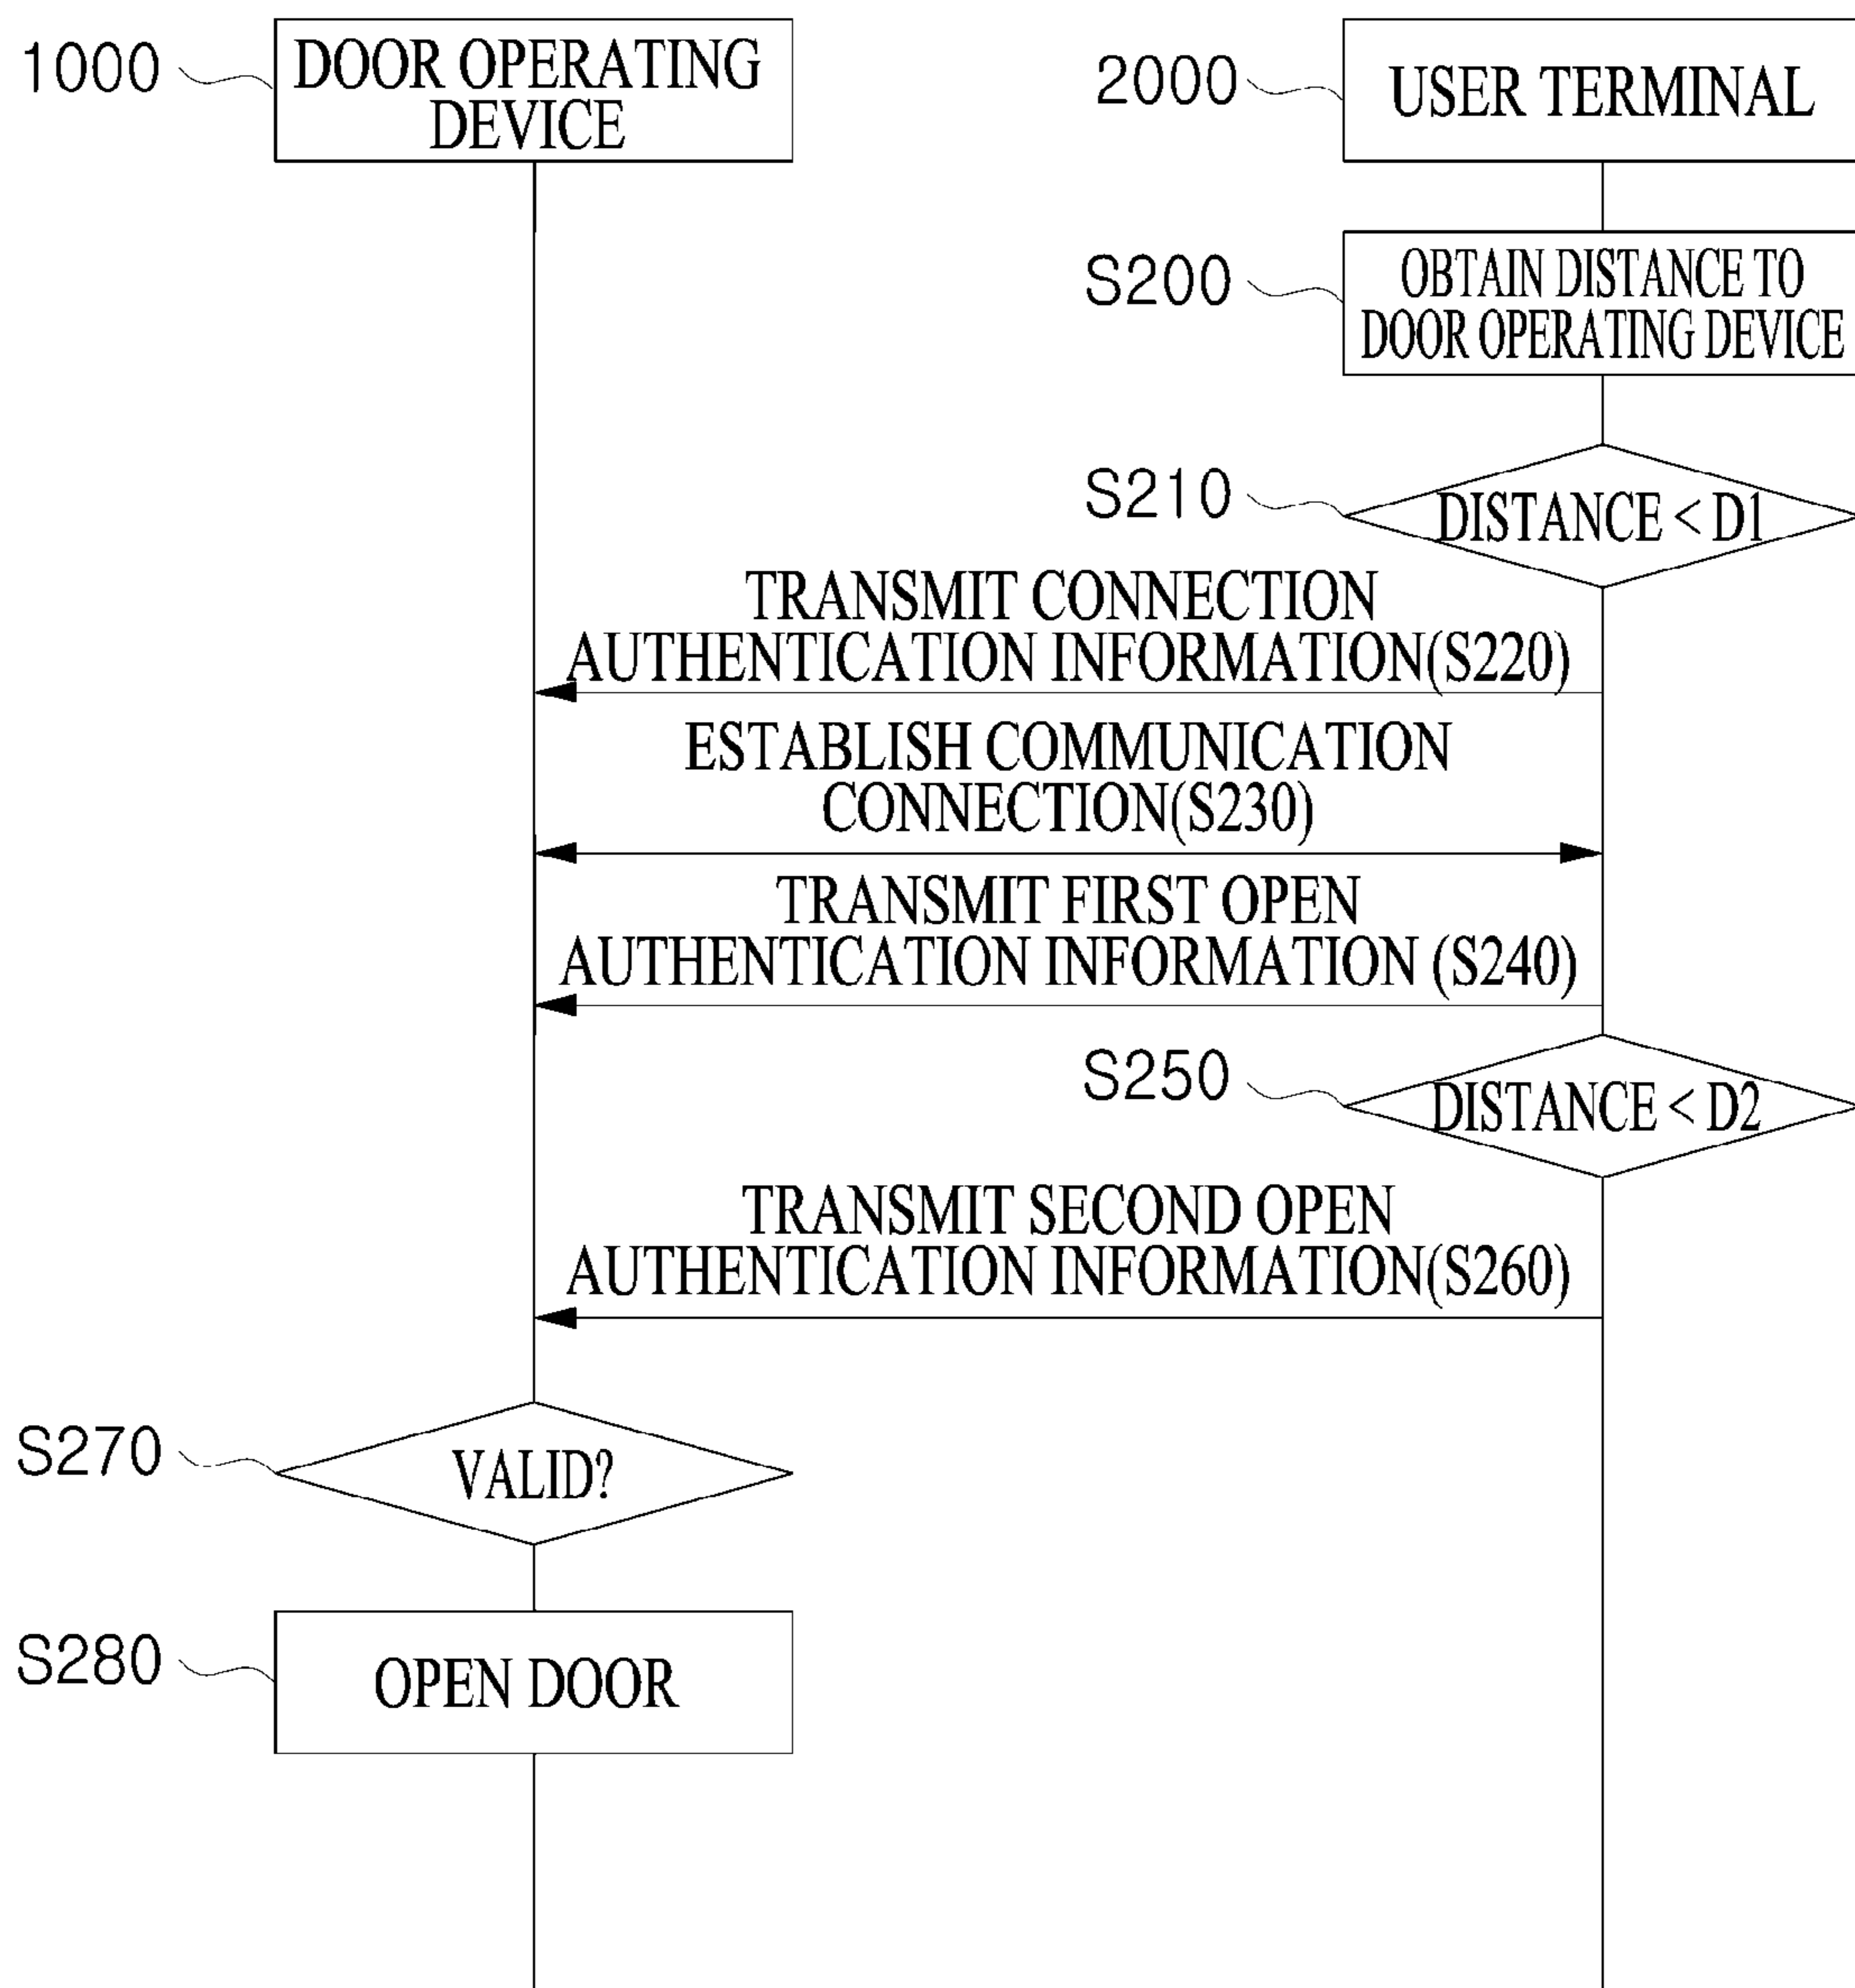 1000
DOOR OPERATING
DEVICE
2000
USER TERMINAL
S200
OBTAIN DISTANCE TO
DOOR OPERATING DEVICE
S210
DISTANCE < D1
TRANSMIT CONNECTION
AUTHENTICATION INFORMATION(S220)
ESTABLISH COMMUNICATION
CONNECTION(S230)
TRANSMIT FIRST OPEN
AUTHENTICATION INFORMATION (S240)
S250
DISTANCE < D2
TRANSMIT SECOND OPEN
AUTHENTICATION INFORMATION(S260)
S270
VALID?
S280
OPEN DOOR